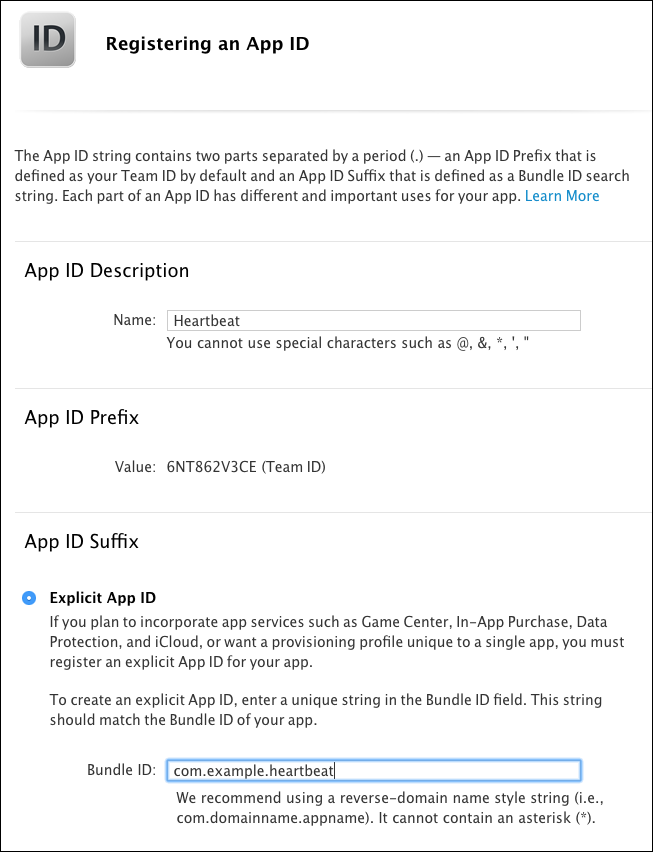 ID
Registering an App ID
The App ID string contains two parts separated by a period (.) — an App ID Prefix that is
defined as your Team ID by default and an App ID Suffix that is defined as a Bundle ID search
string. Each part of an App ID has different and important uses for your app. Learn More
App ID Description
Name: Heartbeat
You cannot use special characters such as @, &, *, ', "
App ID Prefix
Value: 6NT862V3CE (Team ID)
App ID Suffix
Explicit App ID
If you plan to incorporate app services such as Game Center, In-App Purchase, Data
Protection, and iCloud, or want a provisioning profile unique to a single app, you must
register an explicit App ID for your app.
To create an explicit App ID, enter a unique string in the Bundle ID field. This string
should match the Bundle ID of your app.
Bundle ID: com.example.heartbeat
We recommend using a reverse-domain name style string (i.e.,
com.domainname.appname). It cannot contain an asterisk (*).